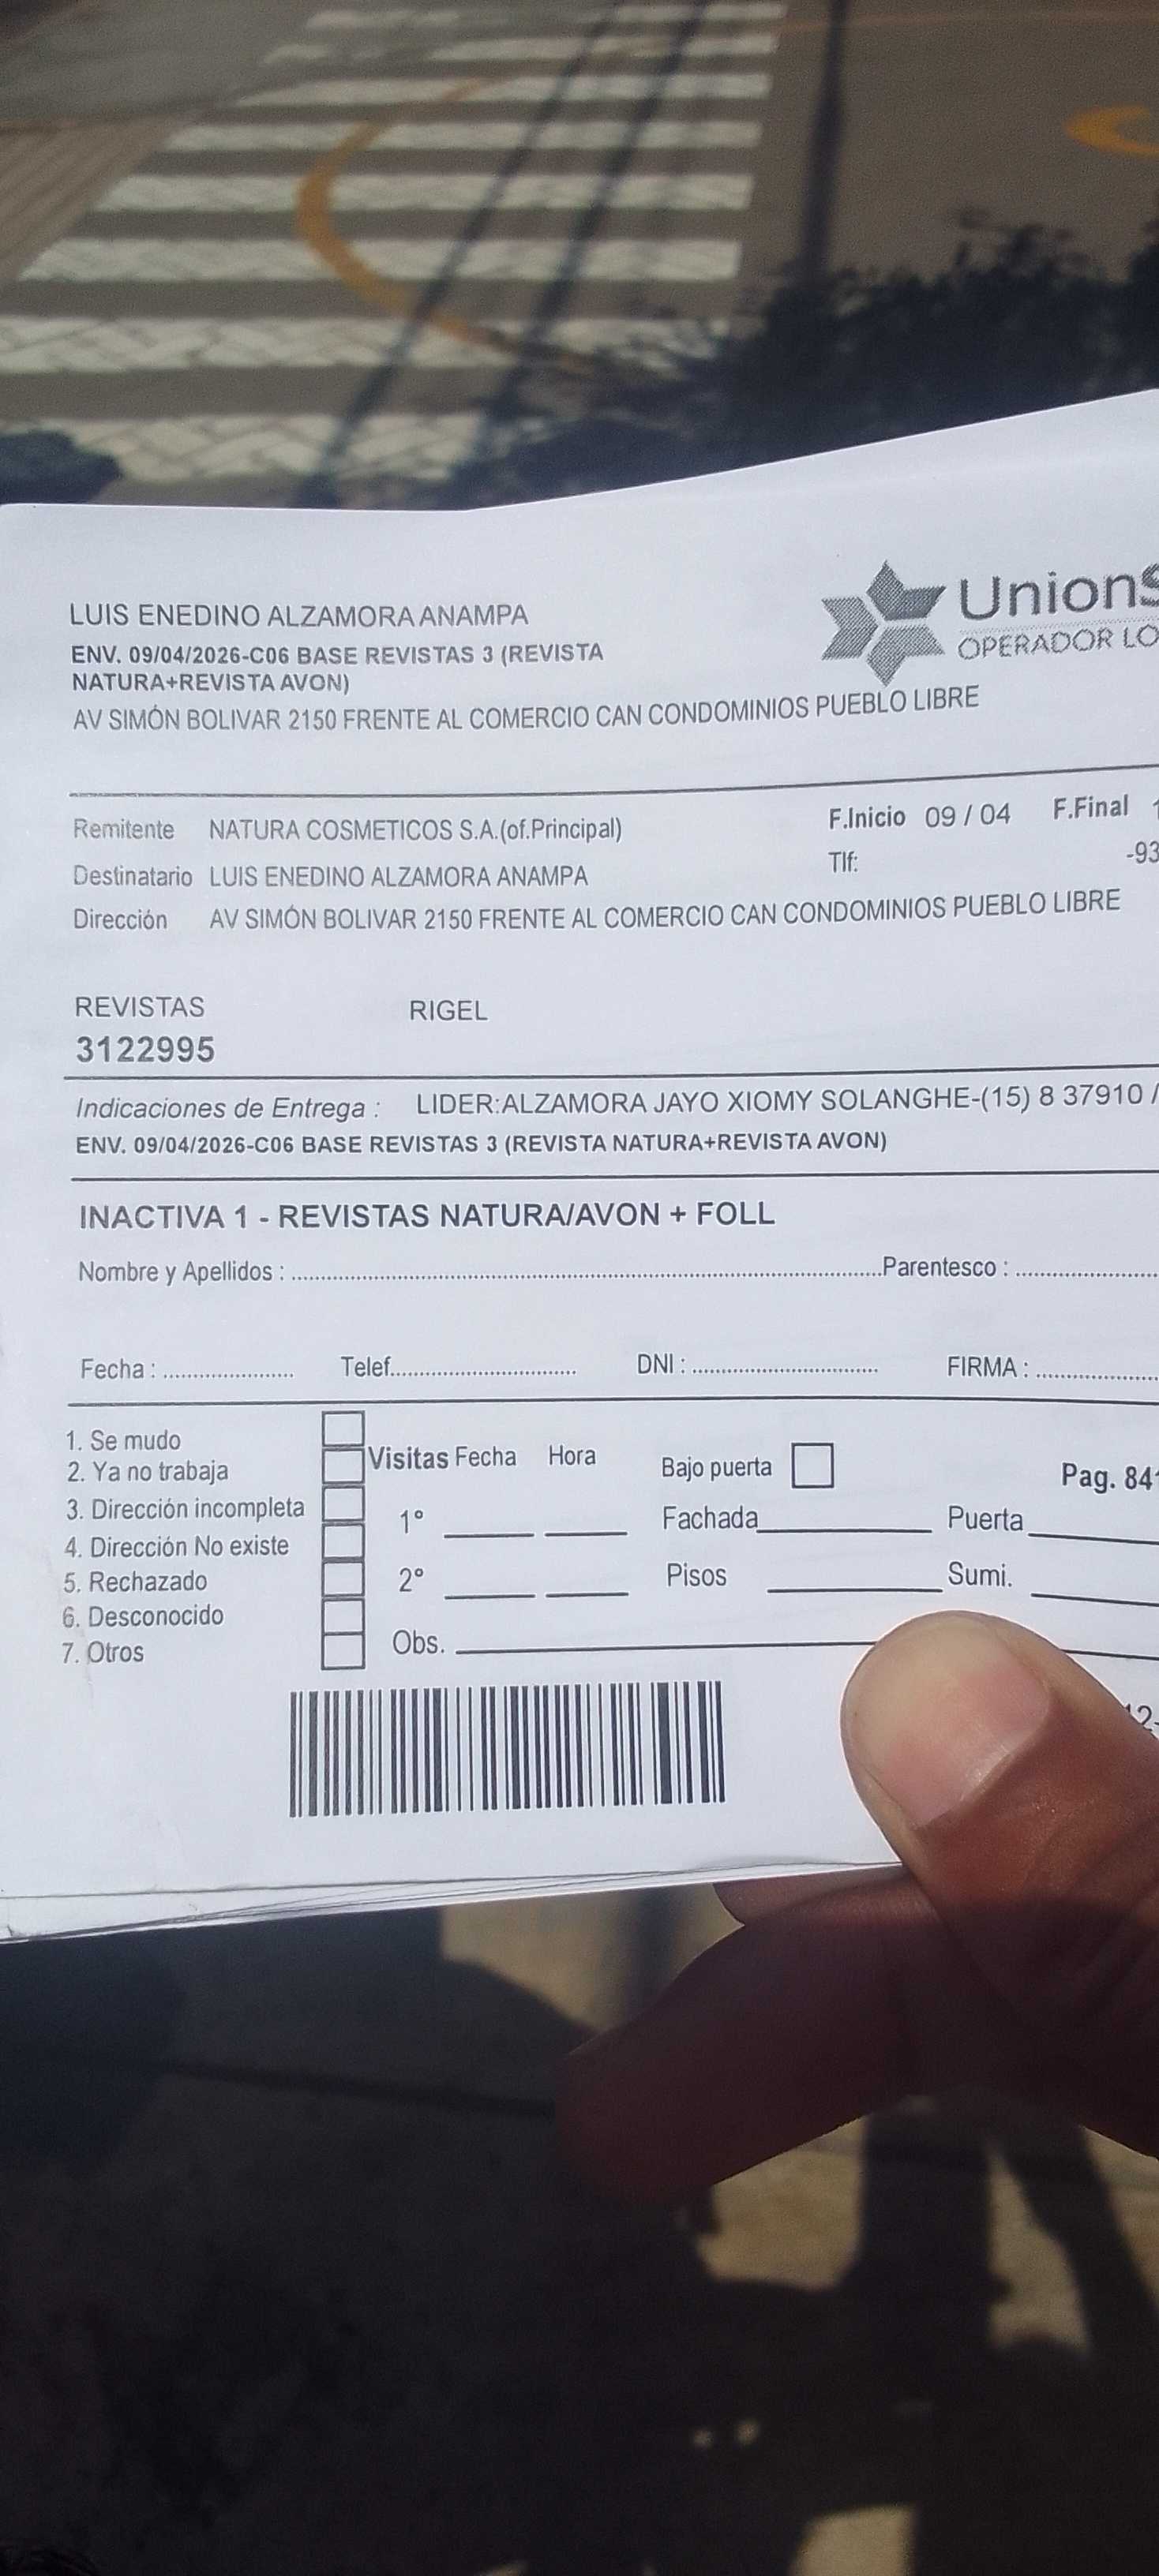 LUIS ENEDINO ALZAMORA ANAMPA
ENV. 09/04/2026-C06 BASE REVISTAS 3 (REVISTA
NATURA+REVISTA AVON)
AV SIMÓN BOLIVAR 2150 FRENTE AL COMERCIO CAN CONDOMINIOS PUEBLO LIBRE
Union
OPERADOR LO
Remitente NATURA COSMETICOS S.A.(of.Principal) F.Inicio 09 / 04 F.Final
Destinatario LUIS ENEDINO ALZAMORA ANAMPA Tlf: -93
Dirección AV SIMÓN BOLIVAR 2150 FRENTE AL COMERCIO CAN CONDOMINIOS PUEBLO LIBRE
REVISTAS RIGEL
3122995
Indicaciones de Entrega : LIDER:ALZAMORA JAYO XIOMY SOLANGHE-(15) 8 37910 /
ENV. 09/04/2026-C06 BASE REVISTAS 3 (REVISTA NATURA+REVISTA AVON)
INACTIVA 1 - REVISTAS NATURA/AVON + FOLL
Nombre y Apellidos : Parentesco :
Fecha : Telef. DNI : FIRMA :
1. Se mudo
2. Ya no trabaja
3. Dirección incompleta
4. Dirección No existe
5. Rechazado
6. Desconocido
7. Otros
Visitas Fecha Hora
1°
2°
Obs.
Bajo puerta Pag. 84
Fachada Puerta
Pisos Sumi.